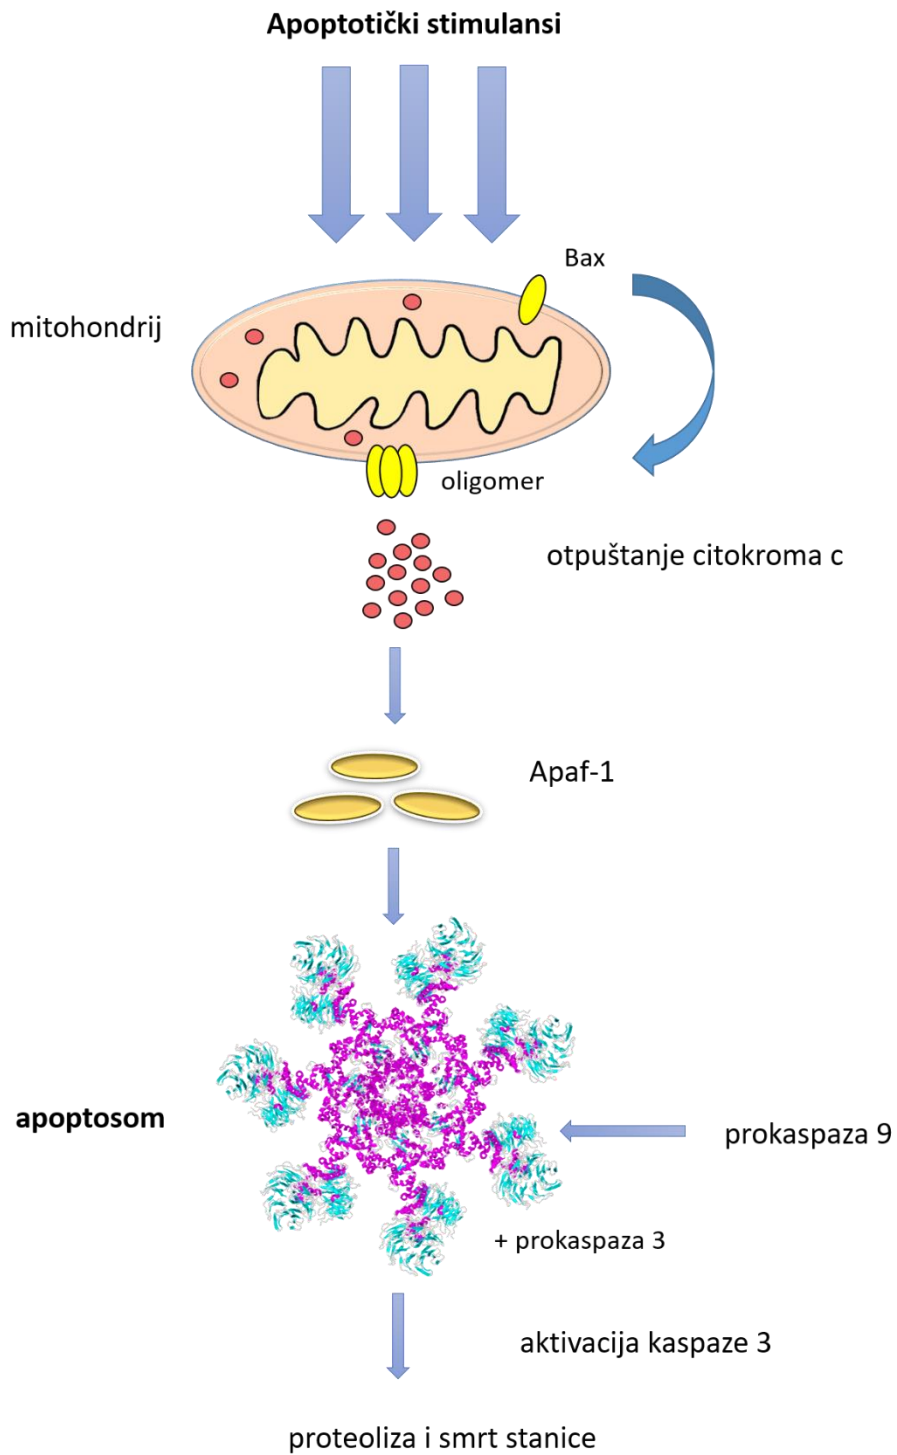 Apoptotički stimulansi
Bax
mitohondrij
oligomer
otpuštanje citokroma c
Apaf-1
apoptosom
prokaspaza 9
+ prokaspaza 3
aktivacija kaspaze 3
proteoliza i smrt stanice